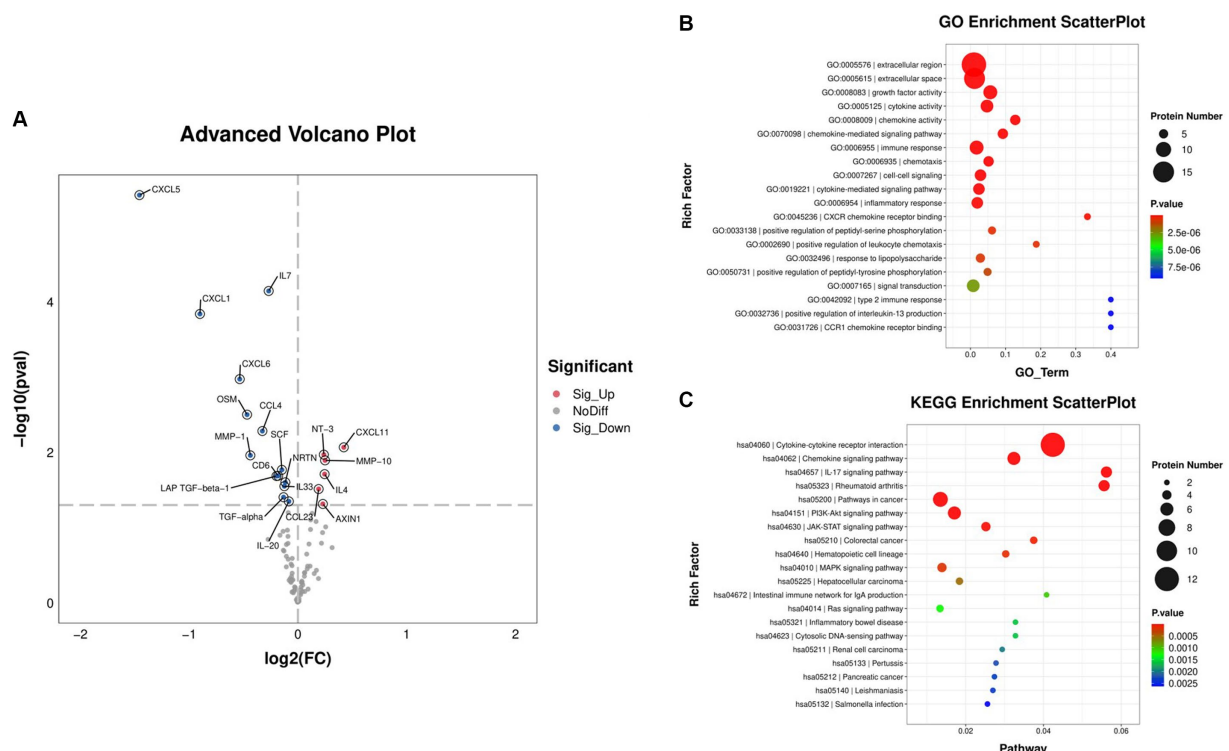 A
Advanced Volcano Plot
CXCL5
IL7
CXCL1
CXCL6
OSM
CCL4
MMP-1
SCF
NT-3
CXCL11
NRTN
MMP-10
CD6
LAP TGF-beta-1
IL33
IL4
TGF-alpha
CCL23
AXIN1
IL-20
4
2
0
-log10(pval)
-2
-1
0
1
2
log2(FC)
Significant
Sig_Up
NoDiff
Sig_Down
B
GO Enrichment ScatterPlot
GO:0005576 | extracellular region
GO:0005615 | extracellular space
GO:0008083 | growth factor activity
GO:0005125 | cytokine activity
GO:0008009 | chemokine activity
GO:0070098 | chemokine-mediated signaling pathway
GO:0006955 | immune response
GO:0006935 | chemotaxis
GO:0007267 | cell-cell signaling
GO:0019221 | cytokine-mediated signaling pathway
GO:0006954 | inflammatory response
GO:0045236 | CXCR chemokine receptor binding
GO:0033138 | positive regulation of peptidyl-serine phosphorylation
GO:0002690 | positive regulation of leukocyte chemotaxis
GO:0032496 | response to lipopolysaccharide
GO:0050731 | positive regulation of peptidyl-tyrosine phosphorylation
GO:0007165 | signal transduction
GO:0042092 | type 2 immune response
GO:0032736 | positive regulation of interleukin-13 production
GO:0031726 | CCR1 chemokine receptor binding
Rich Factor
0.0
0.1
0.2
0.3
0.4
GO_Term
Protein Number
5
10
15
P.value
2.5e-06
5.0e-06
7.5e-06
C
KEGG Enrichment ScatterPlot
hsa04060 | Cytokine-cytokine receptor interaction
hsa04062 | Chemokine signaling pathway
hsa04657 | IL-17 signaling pathway
hsa05323 | Rheumatoid arthritis
hsa05200 | Pathways in cancer
hsa04151 | PI3K-Akt signaling pathway
hsa04630 | JAK-STAT signaling pathway
hsa05210 | Colorectal cancer
hsa04640 | Hematopoietic cell lineage
hsa04010 | MAPK signaling pathway
hsa05225 | Hepatocellular carcinoma
hsa04672 | Intestinal immune network for IgA production
hsa04014 | Ras signaling pathway
hsa05321 | Inflammatory bowel disease
hsa04623 | Cytosolic DNA-sensing pathway
hsa05211 | Renal cell carcinoma
hsa05133 | Pertussis
hsa05212 | Pancreatic cancer
hsa05140 | Leishmaniasis
hsa05132 | Salmonella infection
Rich Factor
0.02
0.04
0.06
Pathway
Protein Number
2
4
6
8
10
12
P.value
0.0005
0.0010
0.0015
0.0020
0.0025